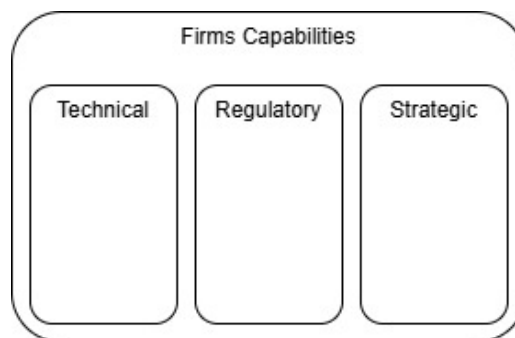 Firms Capabilities
Technical
Regulatory
Strategic